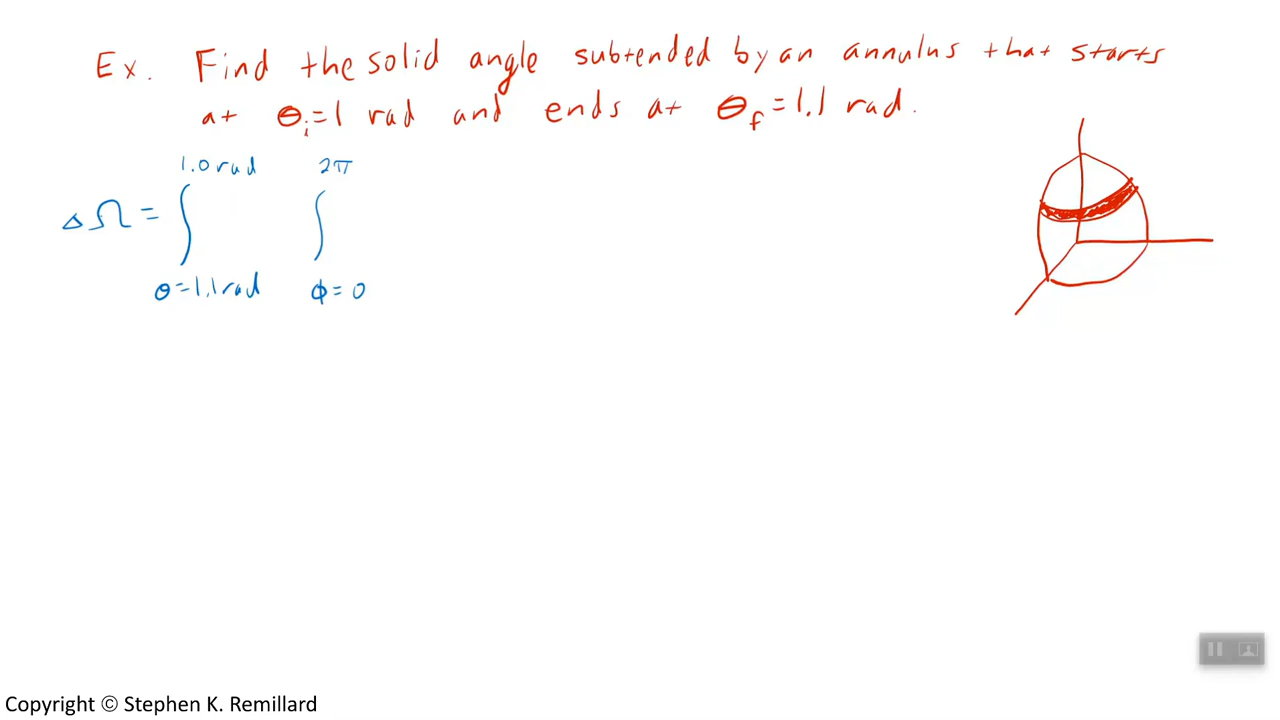 Ex. Find the solid angle subtended by an annulus that starts
at θᵢ=1 rad and ends at θ_f=1.1 rad.
1.0 rad 2π
ΔΩ = ∫ ∫
θ=1.1 rad ϕ=0
Copyright © Stephen K. Remillard